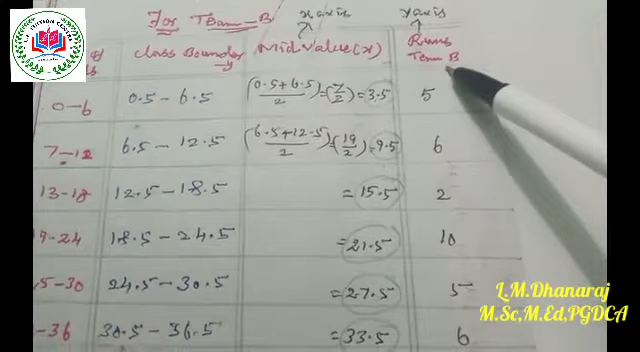 For Team-B
x axis
x axis
of
Class Boundery
Mid Value (x)
Runs
Team B
0-6 0.5 - 6.5 (0.5+6.5)/2 = (7/2) = 3.5 5
7-12 6.5 - 12.5 (6.5+12.5)/2 = (19/2) = 9.5 6
13-18 12.5 - 18.5 = 15.5 2
9-24 18.5 - 24.5 = 21.5 10
5-30 24.5 - 30.5 = 27.5 5
-36 30.5 - 36.5 = 33.5 6
L.M.Dhanaraj
M.Sc,M.Ed,PGDCA